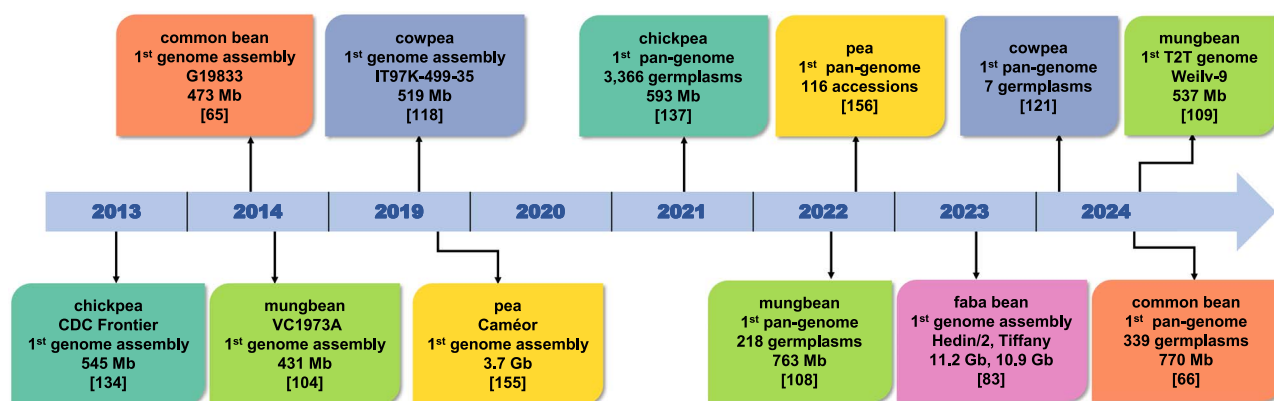 common bean
1st genome assembly
G19833
473 Mb
[65]
cowpea
1st genome assembly
IT97K-499-35
519 Mb
[118]
chickpea
1st pan-genome
3,366 germplasms
593 Mb
[137]
pea
1st pan-genome
116 accessions
[156]
cowpea
1st pan-genome
7 germplasms
[121]
mungbean
1st T2T genome
Weilv-9
537 Mb
[109]
2013 2014 2019 2020 2021 2022 2023 2024
chickpea
CDC Frontier
1st genome assembly
545 Mb
[134]
mungbean
VC1973A
1st genome assembly
431 Mb
[104]
pea
Caméor
1st genome assembly
3.7 Gb
[155]
mungbean
1st pan-genome
218 germplasms
763 Mb
[108]
faba bean
1st genome assembly
Hedin/2, Tiffany
11.2 Gb, 10.9 Gb
[83]
common bean
1st pan-genome
339 germplasms
770 Mb
[66]